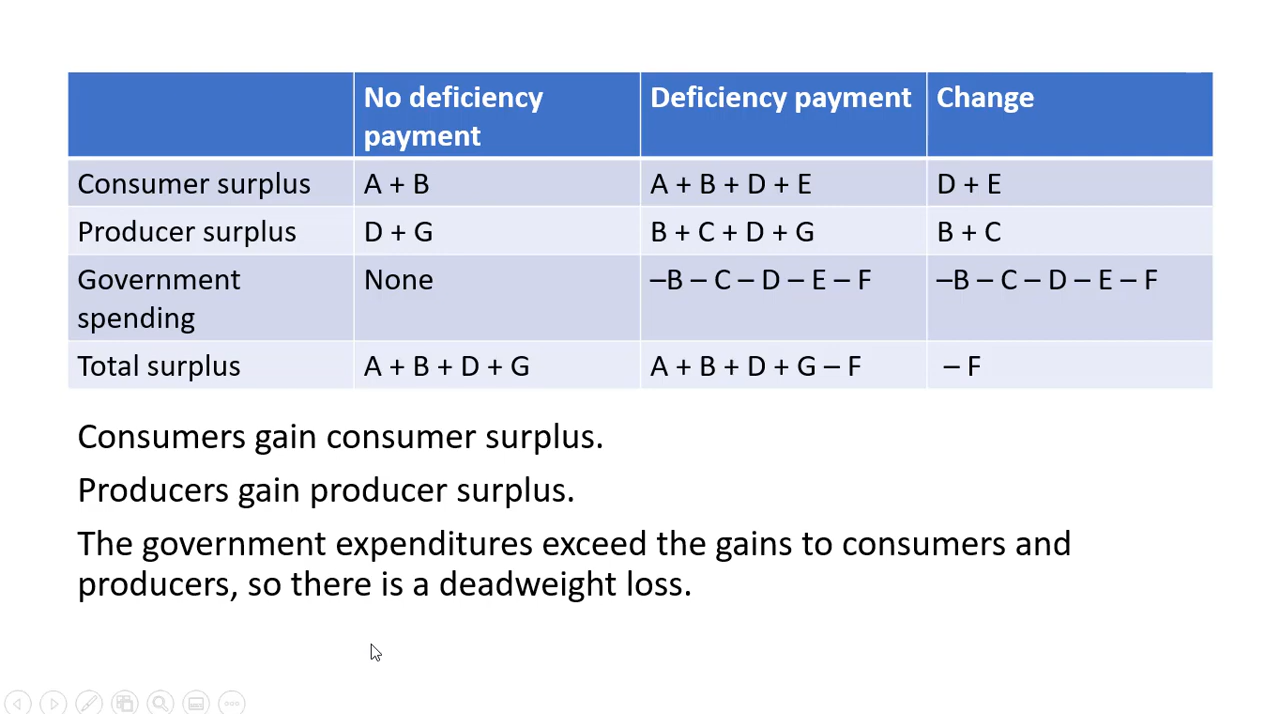 No deficiency payment Deficiency payment Change
Consumer surplus A + B A + B + D + E D + E
Producer surplus D + G B + C + D + G B + C
Government spending None –B – C – D – E – F –B – C – D – E – F
Total surplus A + B + D + G A + B + D + G – F – F
Consumers gain consumer surplus.
Producers gain producer surplus.
The government expenditures exceed the gains to consumers and
producers, so there is a deadweight loss.